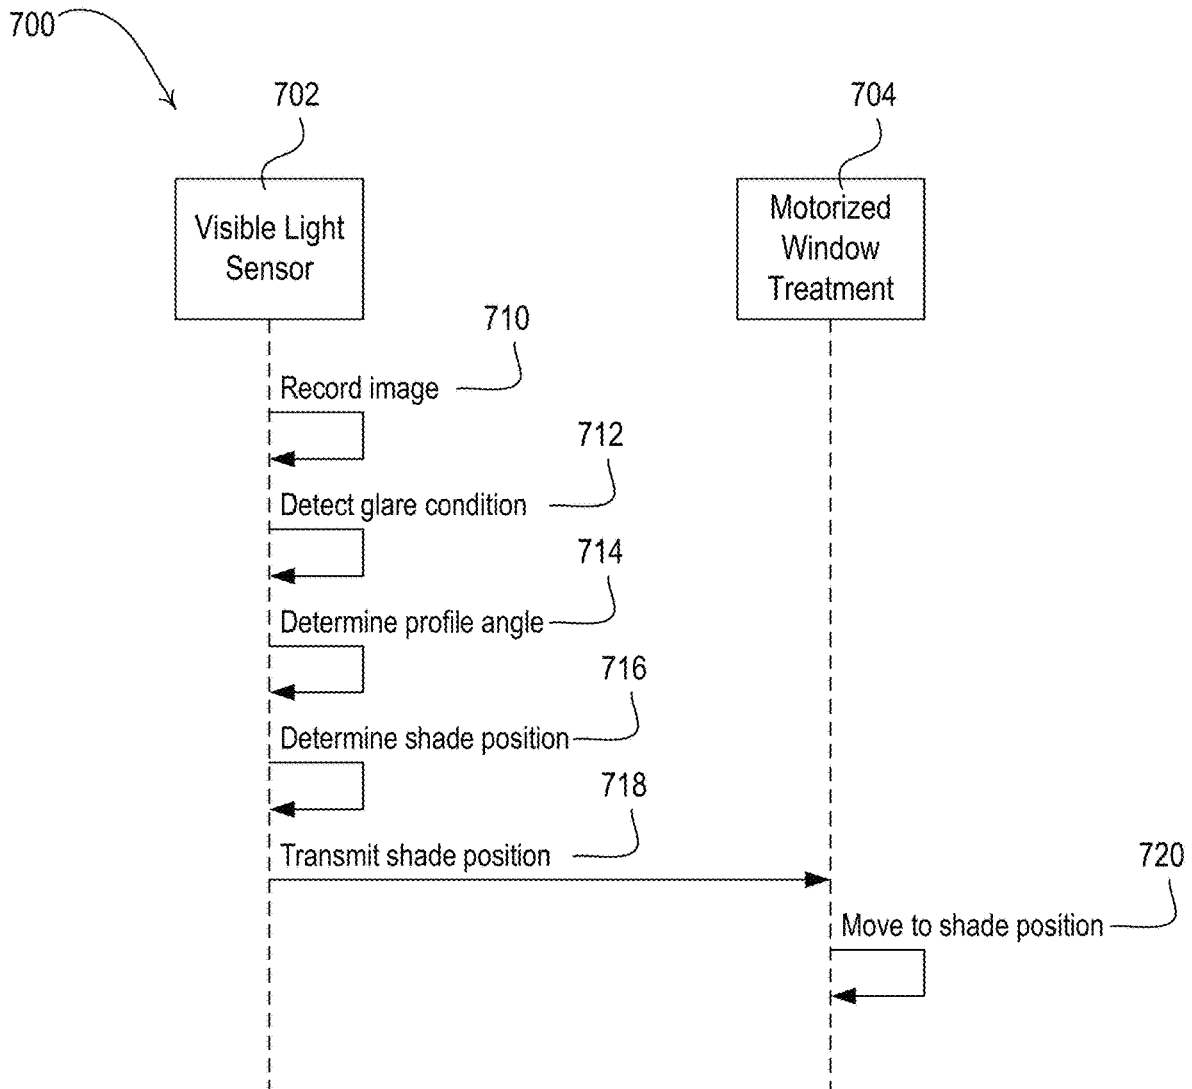 700
702
704
Visible Light
Sensor
Motorized
Window
Treatment
710
Record image
712
Detect glare condition
714
Determine profile angle
716
Determine shade position
718
Transmit shade position
720
Move to shade position